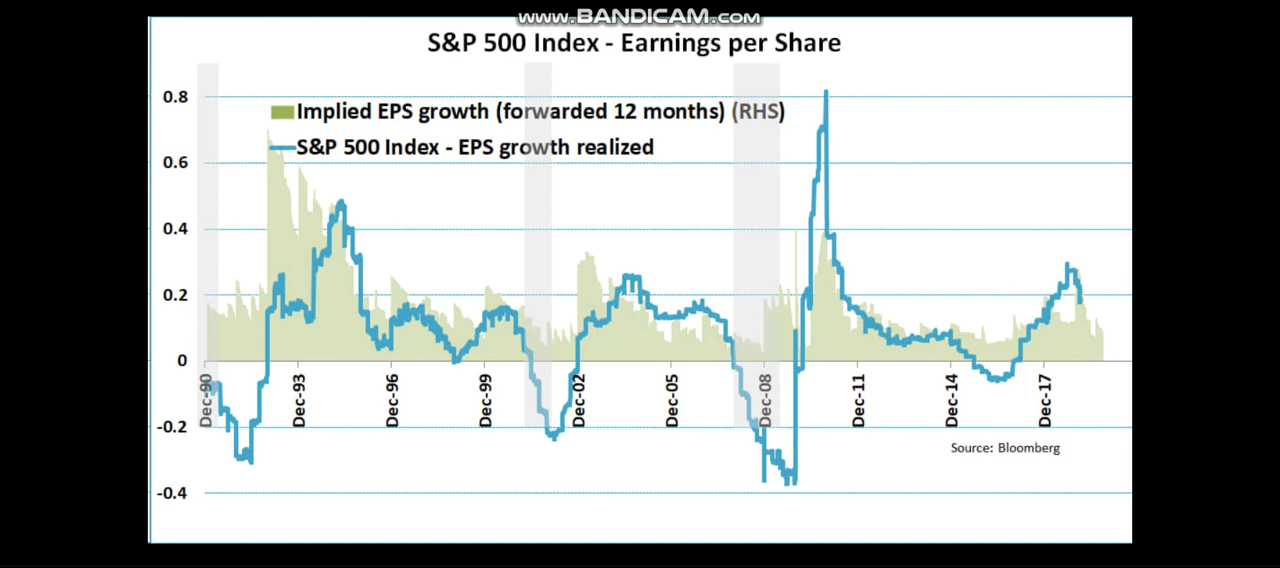 www.BANDICAM.com
S&P 500 Index - Earnings per Share
Implied EPS growth (forwarded 12 months) (RHS)
S&P 500 Index - EPS growth realized
0.8
0.6
0.4
0.2
0
-0.2
-0.4
Dec-90
Dec-93
Dec-96
Dec-99
Dec-02
Dec-05
Dec-08
Dec-11
Dec-14
Dec-17
Source: Bloomberg